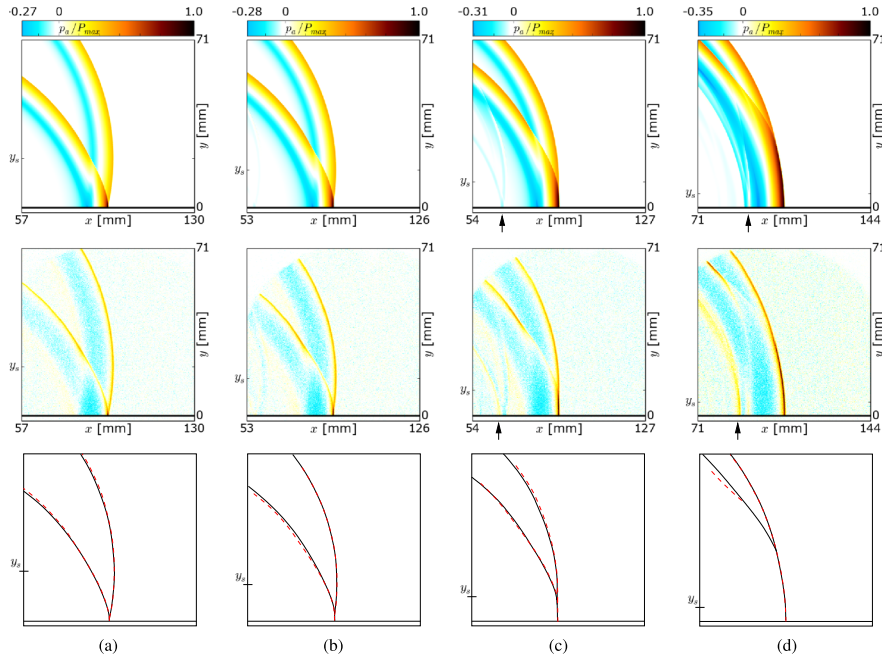 -0.27 0 1.0
p_a/P_max
71
y [mm]
y_s
0
57 x [mm] 130
-0.28 0 1.0
p_a/P_max
71
y [mm]
y_s
0
53 x [mm] 126
-0.31 0 1.0
p_a/P_max
71
y [mm]
y_s
0
54 x [mm] 127
-0.35 0 1.0
p_a/P_max
71
y [mm]
y_s
0
71 x [mm] 144
71
y [mm]
y_s
0
57 x [mm] 130
71
y [mm]
y_s
0
53 x [mm] 126
71
y [mm]
y_s
0
54 x [mm] 127
71
y [mm]
y_s
0
71 x [mm] 144
y_s
y_s
y_s
y_s
(a) (b) (c) (d)